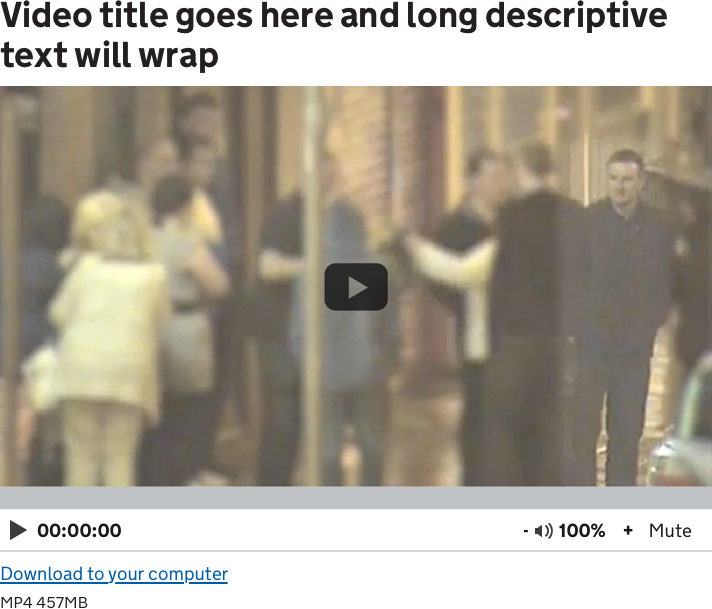 Video title goes here and long descriptive
text will wrap
00:00:00
- 100% + Mute
Download to your computer
MP4 457MB